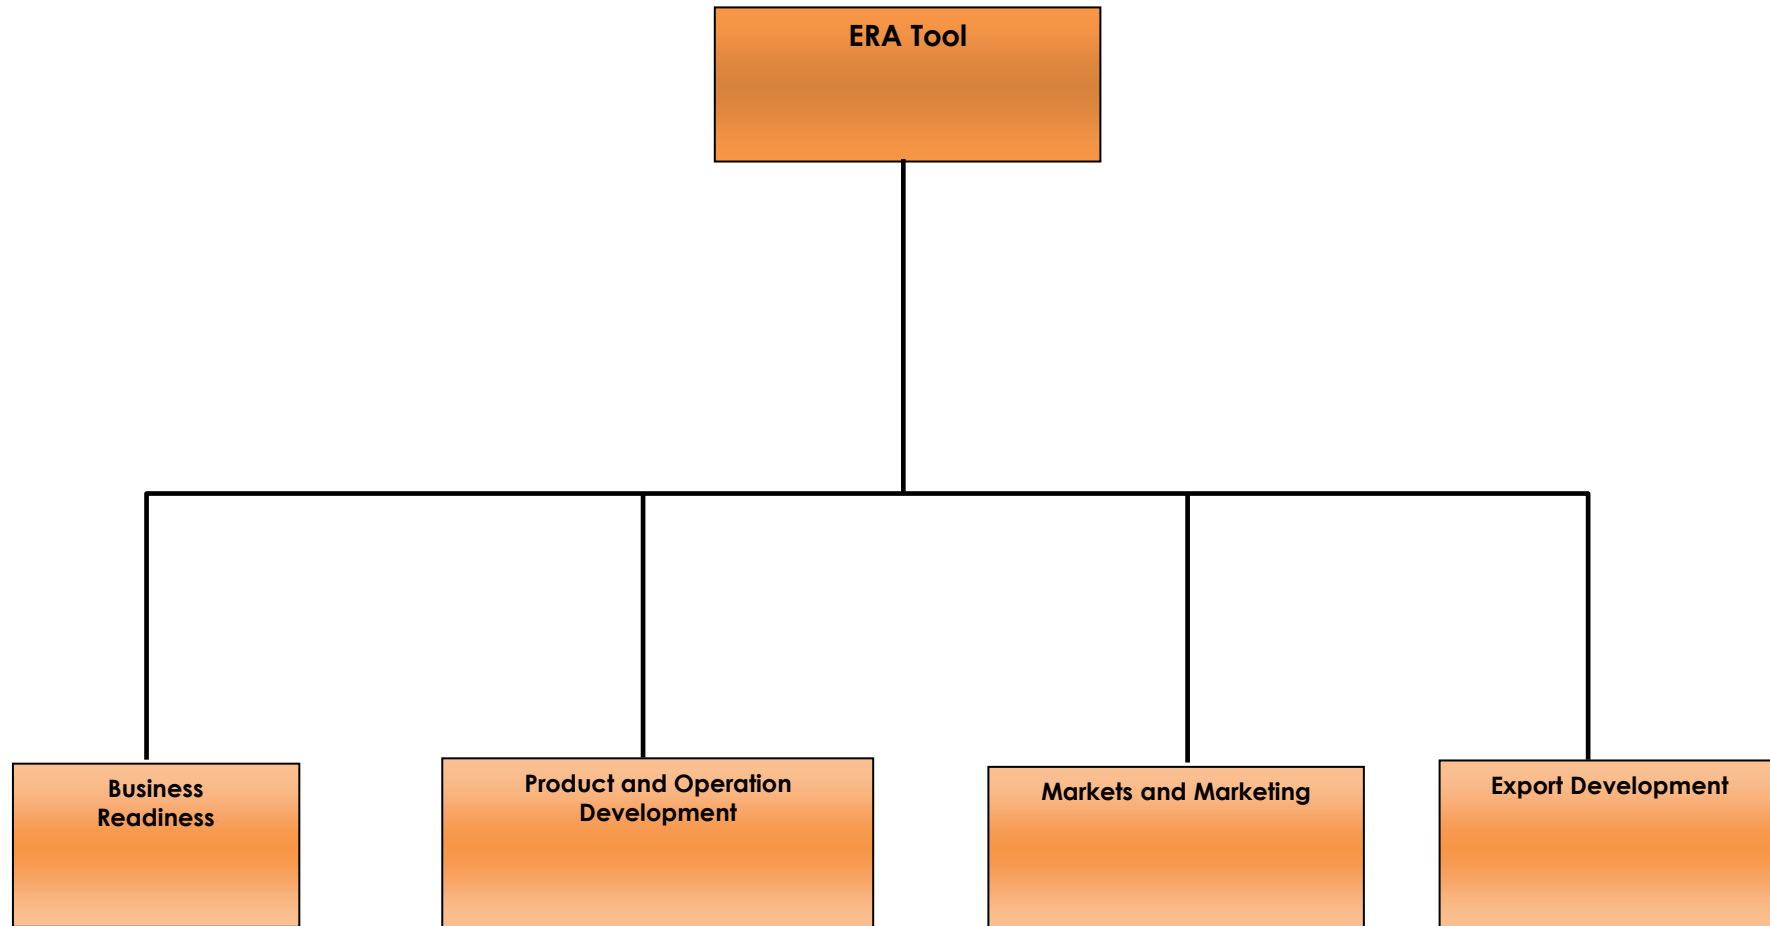 ERA Tool
Business
Readiness
Product and Operation
Development
Markets and Marketing
Export Development